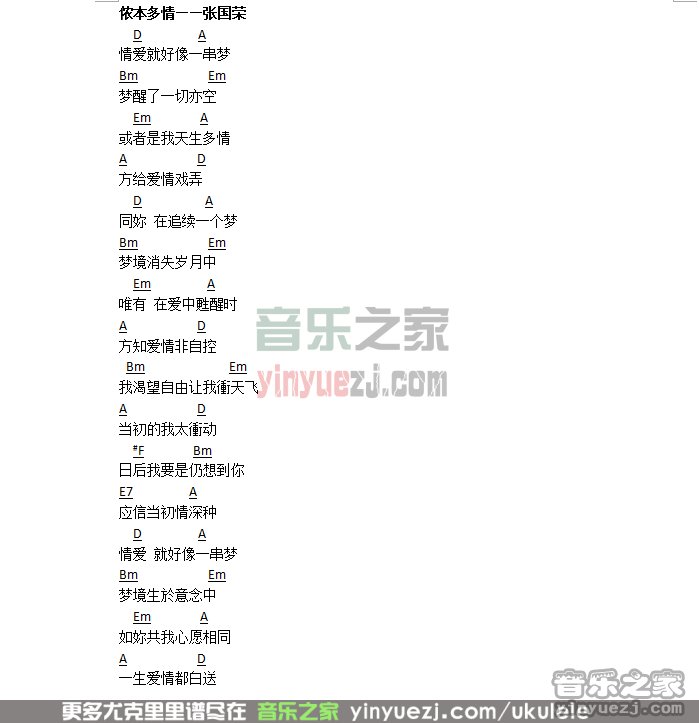 侬本多情——张国荣
D A
情爱就好像一串梦
Bm Em
梦醒了一切亦空
Em A
或者是我天生多情
A D
方给爱情戏弄
D A
同妳 在追续一个梦
Bm Em
梦境消失岁月中
Em A
唯有 在爱中甦醒时
A D
方知爱情非自控
Bm Em
我渴望自由让我衝天飞
A D
当初的我太衝动
#F Bm
日后我要是仍想到你
E7 A
应信当初情深种
D A
情爱 就好像一串梦
Bm Em
梦境生於意念中
Em A
如妳共我心愿相同
A D
一生爱情都白送
音乐之家
yinyuezj.com
音乐之家
yinyuezj.com
更多尤克里里谱尽在 音乐之家 yinyuezj.com/ukulele